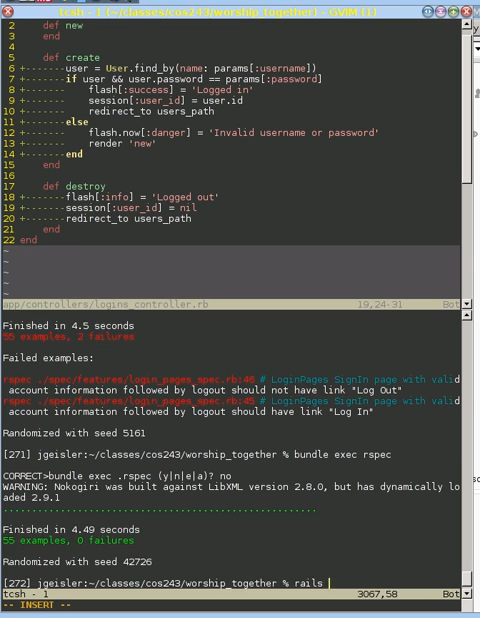 tcsh - 1 (~/classes/cos243/worship_together) - GVIM (1)
2 def new
3 end
4
5 def create
6 +-------user = User.find_by(name: params[:username])
7 +-------if user && user.password == params[:password]
8 +------- flash[:success] = 'Logged in'
9 +------- session[:user_id] = user.id
10 +------- redirect_to users_path
11 +-------else
12 +------- flash.now[:danger] = 'Invalid username or password'
13 +------- render 'new'
14 +-------end
15 end
16
17 def destroy
18 +-------flash[:info] = 'Logged out'
19 +-------session[:user_id] = nil
20 +-------redirect_to users_path
21 end
22 end
~
~
~
~
~
app/controllers/logins_controller.rb 19,24-31 Bot
Finished in 4.5 seconds
55 examples, 2 failures
Failed examples:
rspec ./spec/features/login_pages_spec.rb:46 # LoginPages SignIn page with valid
account information followed by logout should not have link "Log Out"
rspec ./spec/features/login_pages_spec.rb:45 # LoginPages SignIn page with valid
account information followed by logout should have link "Log In"
Randomized with seed 5161
[271] jgeisler:~/classes/cos243/worship_together % bundle exec rspec
CORRECT>bundle exec .rspec (y|n|e|a)? no
WARNING: Nokogiri was built against LibXML version 2.8.0, but has dynamically lo
aded 2.9.1
.......................................................
Finished in 4.49 seconds
55 examples, 0 failures
Randomized with seed 42726
[272] jgeisler:~/classes/cos243/worship_together % rails
tcsh - 1 3067,58 Bot
-- INSERT --